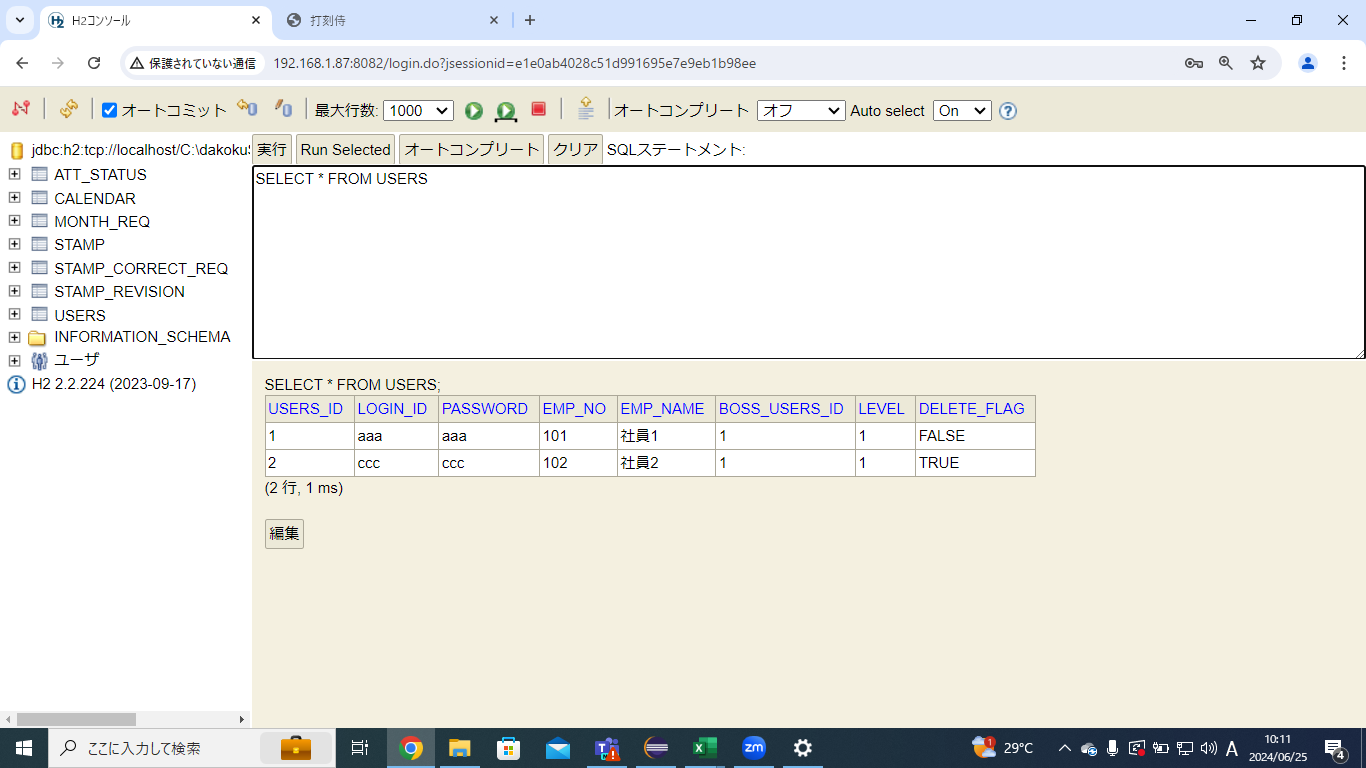 H2コンソール
打刻侍
保護されていない通信 192.168.1.87:8082/login.do?jsessionid=e1e0ab4028c51d991695e7e9eb1b98ee
オートコミット 最大行数: 1000 オートコンプリート オフ Auto select On
jdbc:h2:tcp://localhost/C:\dakokuS
ATT_STATUS
CALENDAR
MONTH_REQ
STAMP
STAMP_CORRECT_REQ
STAMP_REVISION
USERS
INFORMATION_SCHEMA
ユーザ
H2 2.2.224 (2023-09-17)
実行 Run Selected オートコンプリート クリア SQLステートメント:
SELECT * FROM USERS
SELECT * FROM USERS;
USERS_ID LOGIN_ID PASSWORD EMP_NO EMP_NAME BOSS_USERS_ID LEVEL DELETE_FLAG
1 aaa aaa 101 社員1 1 1 FALSE
2 ccc ccc 102 社員2 1 1 TRUE
(2 行, 1 ms)
編集
ここに入力して検索
zm
1
29°C
A
10:11
2024/06/25
4